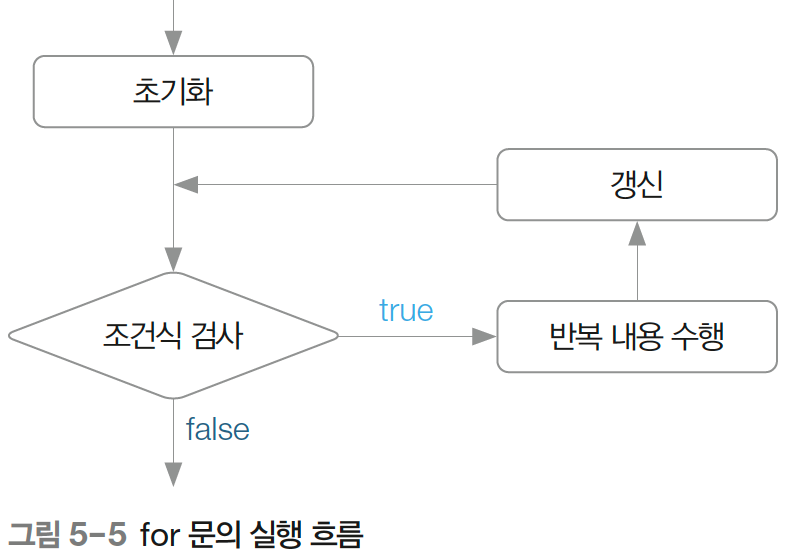 초기화
갱신
true
조건식 검사
반복 내용 수행
false
그림 5-5 for 문의 실행 흐름